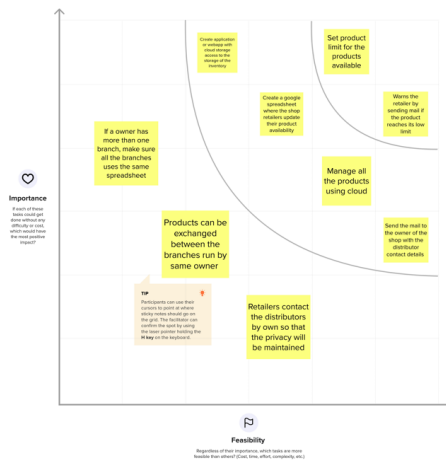 Create application
or webapp with
cloud storage
access to the
storage of the
inventory
Set product
limit for the
products
available
Create a google
spreadsheet
where the shop
retailers update
their product
availability
Warns the
retailer by
sending mail if
the product
reaches its low
limit
If a owner has
more than one
branch, make sure
all the branches
uses the same
spreadsheet
Manage all
the products
using cloud
Importance
If each of these
tasks could get
done without any
difficulty or cost,
which would have
the most positive
impact?
Products can be
exchanged
between the
branches run by
same owner
Send the mail to
the owner of the
shop with the
distributor
contact details
TIP
Participants can use their
cursors to point at where
sticky notes should go on
the grid. The facilitator can
confirm the spot by using
the laser pointer holding the
H key on the keyboard.
Retailers contact
the distributors
by own so that
the privacy will
be maintained
Feasibility
Regardless of their importance, which tasks are more
feasible than others? (Cost, time, effort, complexity, etc.)